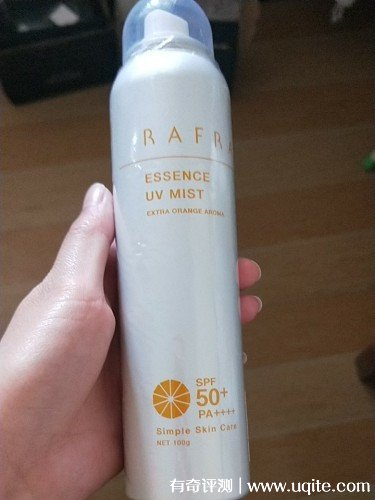 RAFRA
ESSENCE
UV MIST
EXTRA ORANGE AROMA
SPF
50+
PA++++
Simple Skin Care
NET 100g
有奇评测 | www.uqite.com